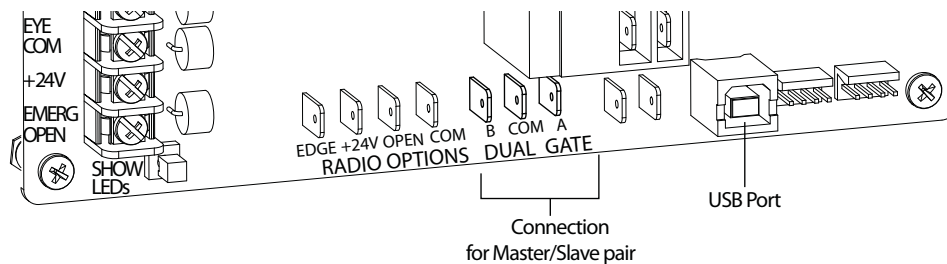 EYE
COM
+24V
EMERG
OPEN
SHOW
LEDs
EDGE +24V OPEN COM
RADIO OPTIONS
B COM A
DUAL GATE
USB Port
Connection
for Master/Slave pair